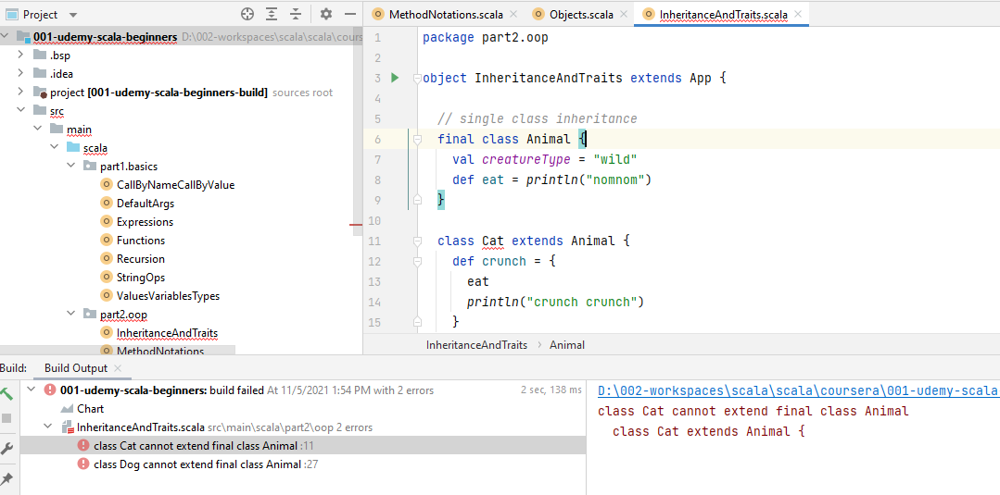 Project
MethodNotations.scala
Objects.scala
InheritanceAndTraits.scala
001-udemy-scala-beginners D:\002-workspaces\scala\scala\cours
.bsp
.idea
project [001-udemy-scala-beginners-build] sources root
src
main
scala
part1.basics
CallByNameCallByValue
DefaultArgs
Expressions
Functions
Recursion
StringOps
ValuesVariablesTypes
part2.oop
InheritanceAndTraits
MethodNotations
1 package part2.oop
2
3 object InheritanceAndTraits extends App {
4
5 // single class inheritance
6 final class Animal {
7 val creatureType = "wild"
8 def eat = println("nomnom")
9 }
10
11 class Cat extends Animal {
12 def crunch = {
13 eat
14 println("crunch crunch")
15 }
InheritanceAndTraits > Animal
Build: Build Output
001-udemy-scala-beginners: build failed At 11/5/2021 1:54 PM with 2 errors 2 sec, 138 ms
Chart
InheritanceAndTraits.scala src\main\scala\part2\oop 2 errors
class Cat cannot extend final class Animal :11
class Dog cannot extend final class Animal :27
D:\002-workspaces\scala\scala\coursera\001-udemy-scala
class Cat cannot extend final class Animal
class Cat extends Animal {